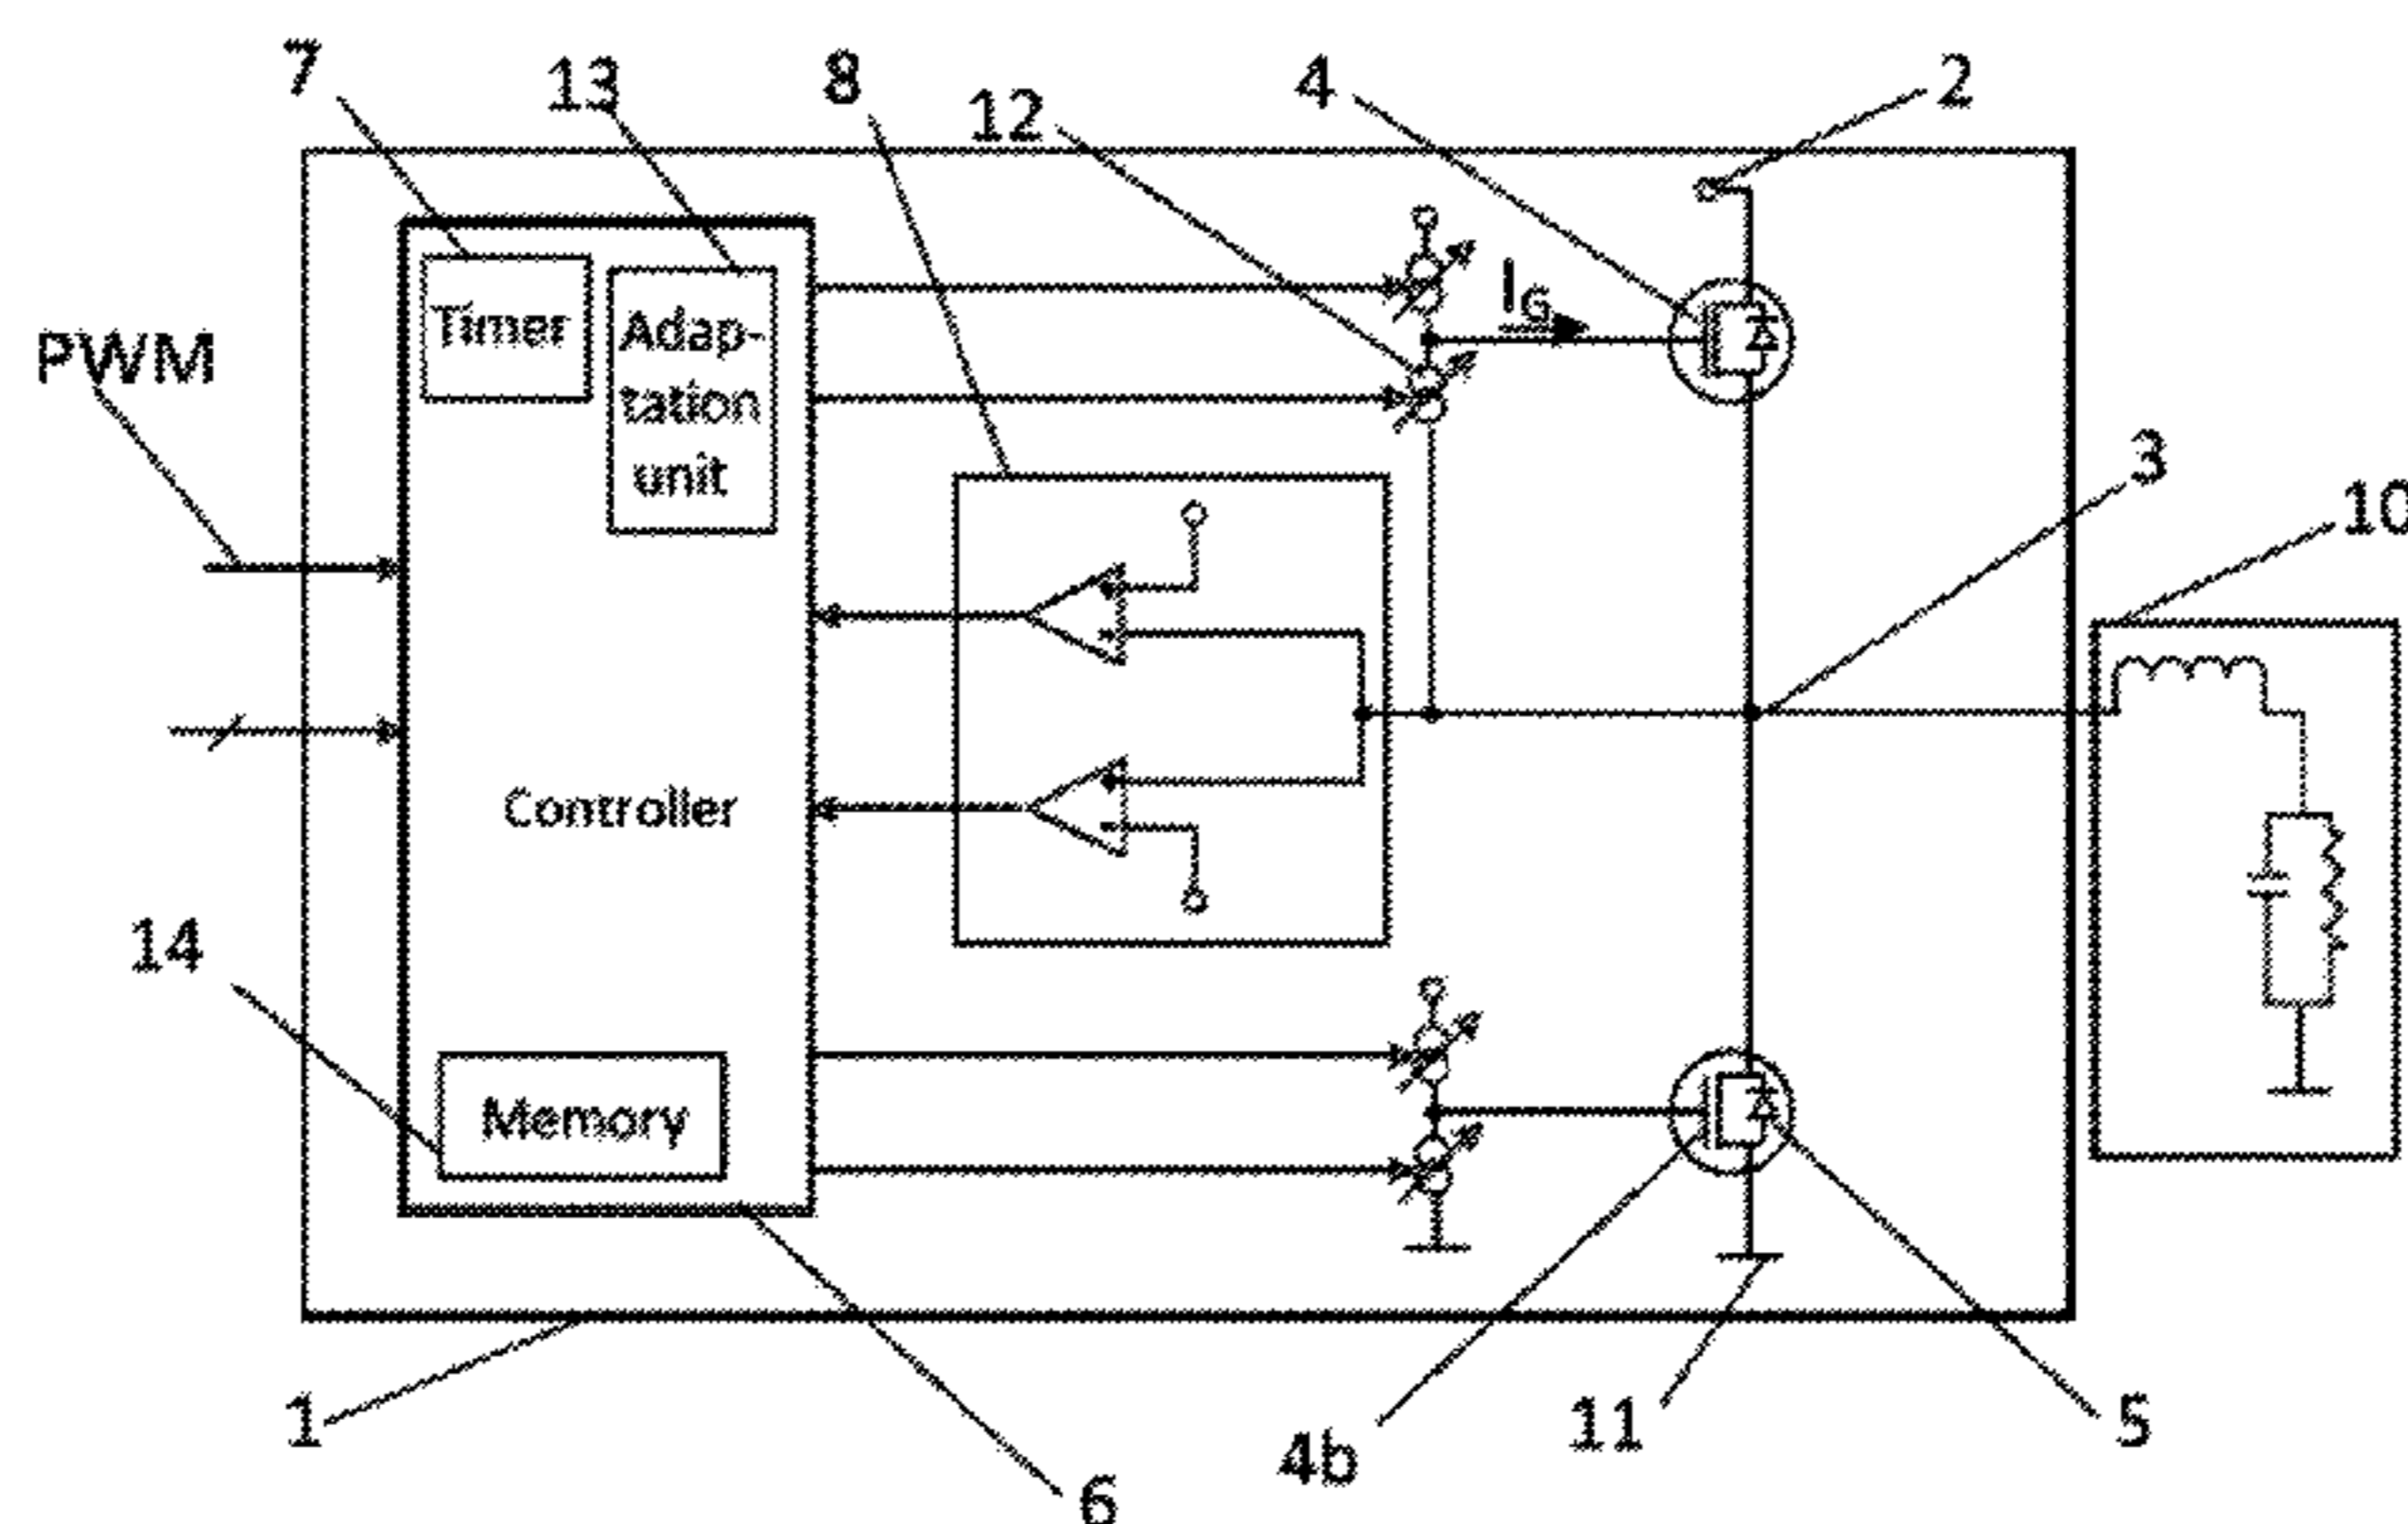 7
13
8
12
4
2
PWM
Timer
Adap-
tation
unit
IG
3
10
Controller
14
Memory
1
6
4b
11
5